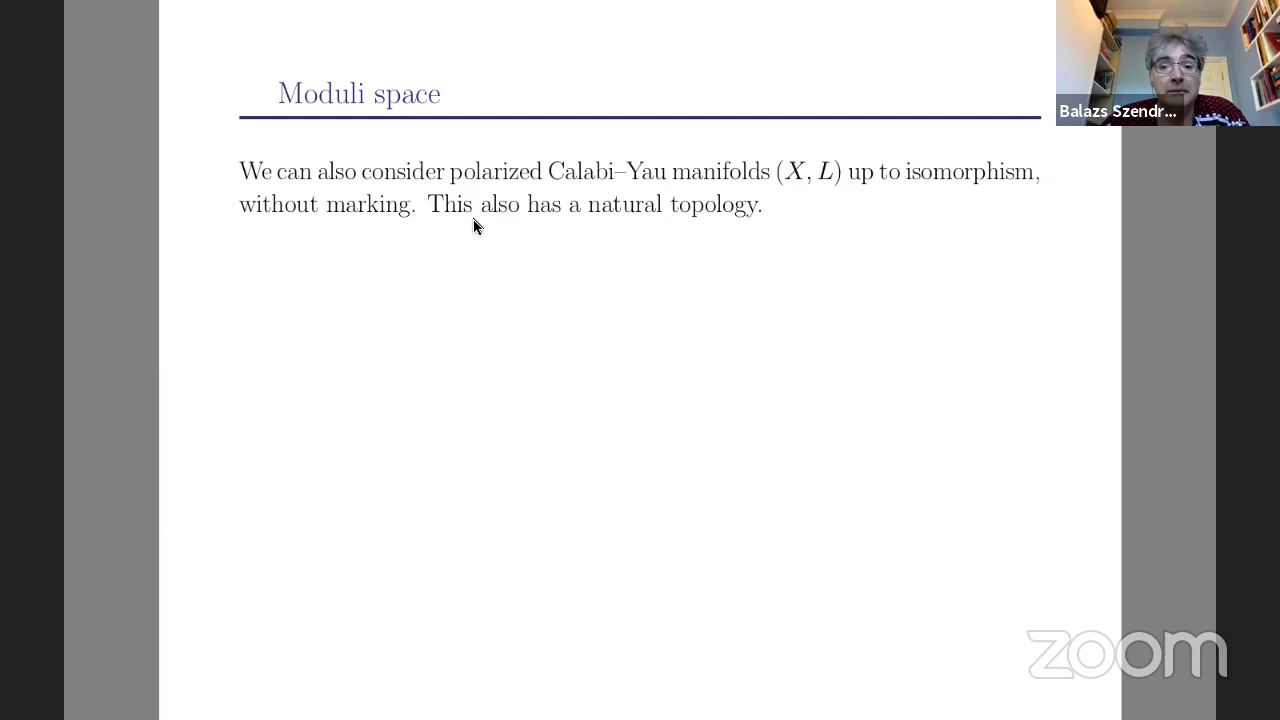 Moduli space
We can also consider polarized Calabi–Yau manifolds (X, L) up to isomorphism,
without marking. This also has a natural topology.
Balazs Szendr...
zoom